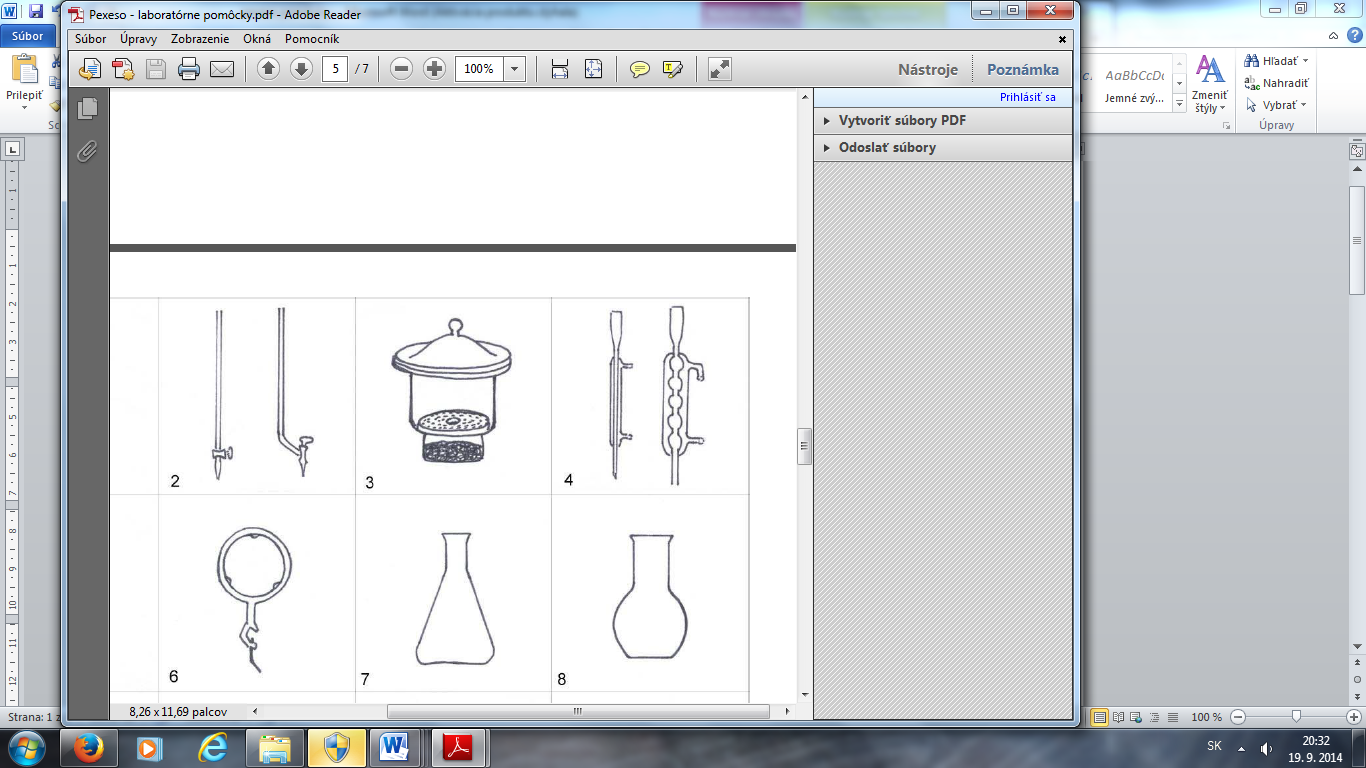 Pexeso - laboratórne pomôcky.pdf - Adobe Reader
Súbor Úpravy Zobrazenie Okná Pomocník
5 / 7 100%
Nástroje Poznámka
Prihlásiť sa
Vytvoriť súbory PDF
Odoslať súbory
2
3
4
6
7
8
8,26 x 11,69 palcov
Súbor
Prilepiť
AaBbCcDc
Jemné zvý...
Zmeniť
štýly
Hľadať
Nahradiť
Vybrať
Úpravy
Strana: 1 z
100 %
SK
20:32
19. 9. 2014